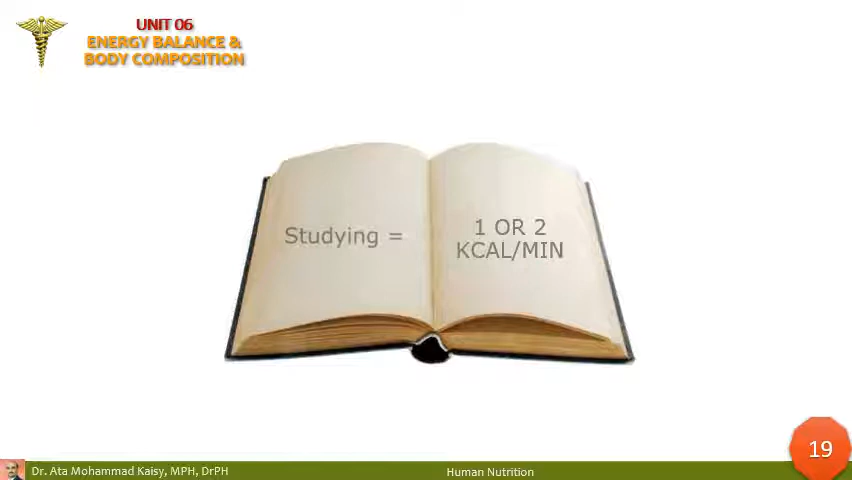 UNIT 06
ENERGY BALANCE &
BODY COMPOSITION
Studying =
1 OR 2
KCAL/MIN
19
Dr. Ata Mohammad Kaisy, MPH, DrPH
Human Nutrition